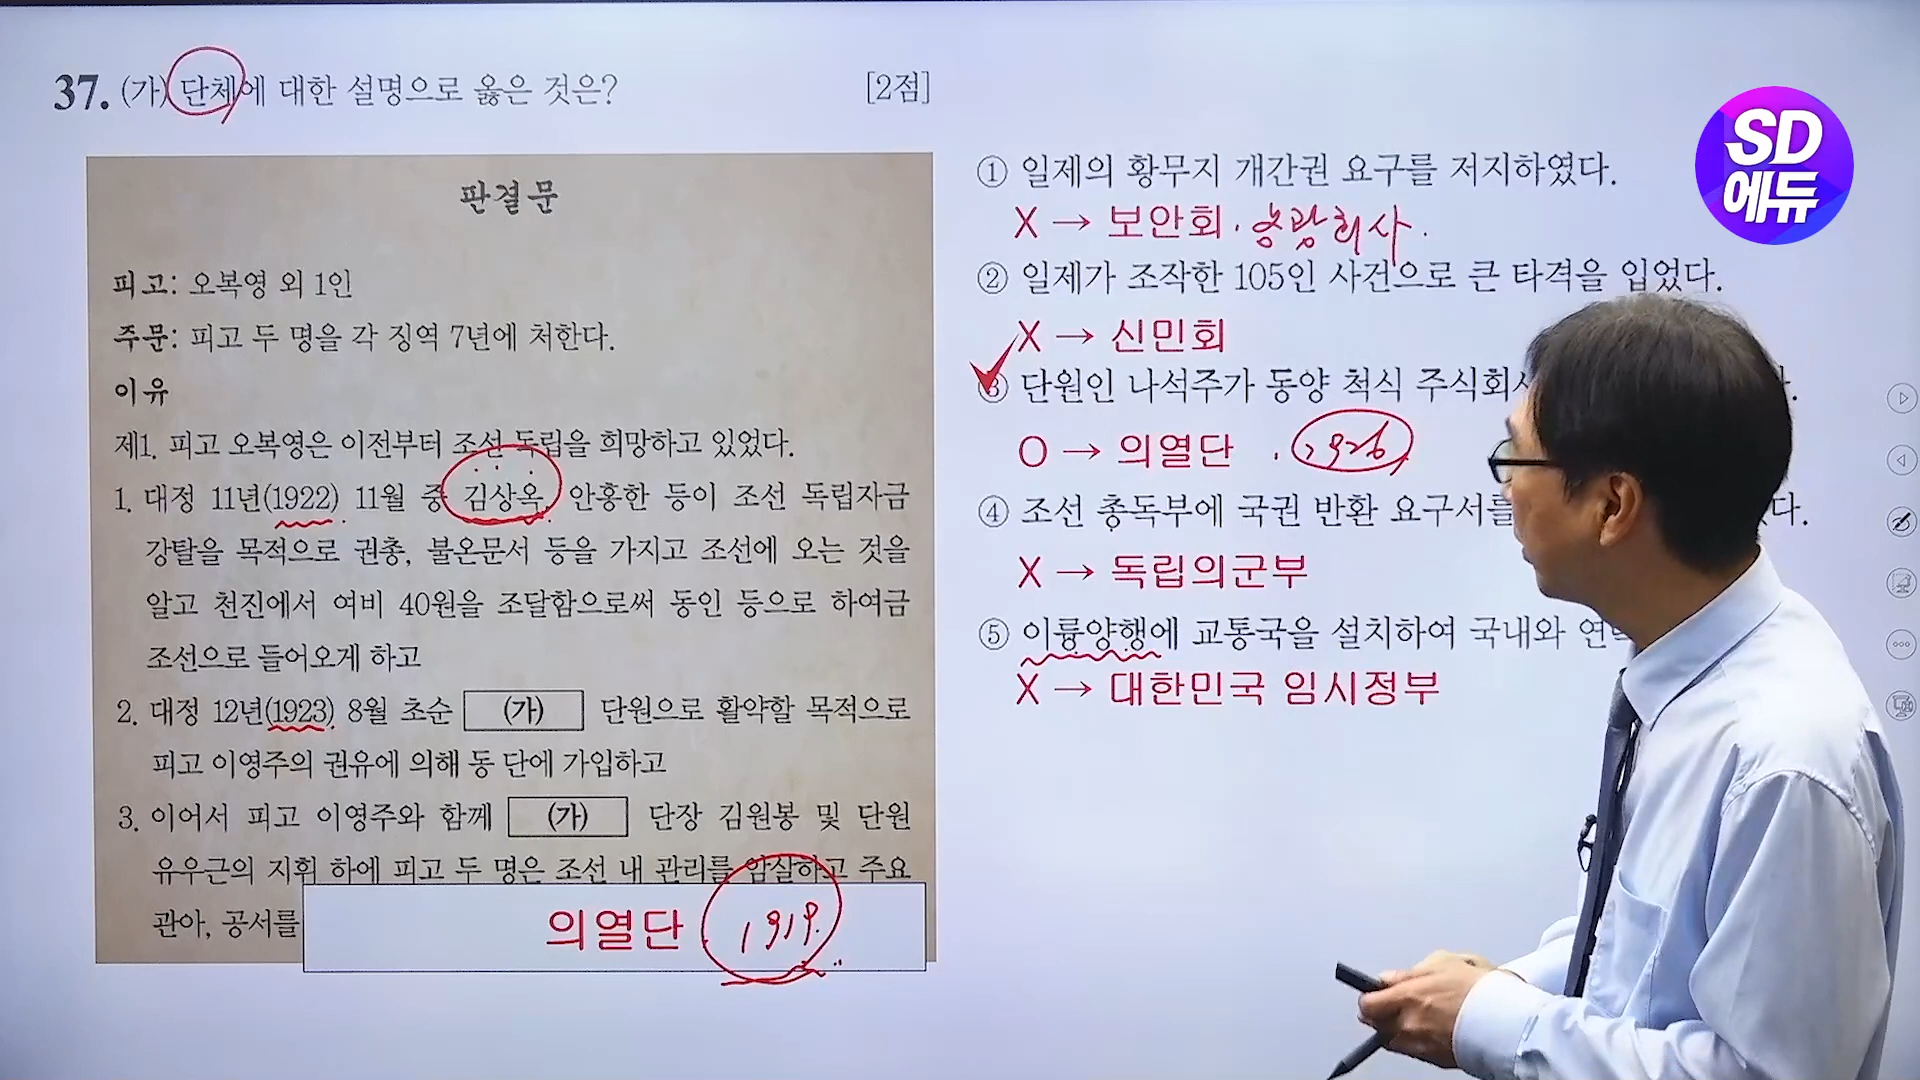 37. (가) 단체에 대한 설명으로 옳은 것은? [2점]
판결문
피고: 오복영 외 1인
주문: 피고 두 명을 각 징역 7년에 처한다.
이유
제1. 피고 오복영은 이전부터 조선 독립을 희망하고 있었다.
1. 대정 11년(1922) 11월 중 김상옥, 안홍한 등이 조선 독립자금
강탈을 목적으로 권총, 불온문서 등을 가지고 조선에 오는 것을
알고 천진에서 여비 40원을 조달함으로써 동인 등으로 하여금
조선으로 들어오게 하고
2. 대정 12년(1923) 8월 초순 (가) 단원으로 활약할 목적으로
피고 이영주의 권유에 의해 동 단에 가입하고
3. 이어서 피고 이영주와 함께 (가) 단장 김원봉 및 단원
유우근의 지휘 하에 피고 두 명은 조선 내 관리를 암살하고 주요
관아, 공서를
의열단 1919.
① 일제의 황무지 개간권 요구를 저지하였다.
X → 보안회. 농광회사.
② 일제가 조작한 105인 사건으로 큰 타격을 입었다.
X → 신민회
③ 단원인 나석주가 동양 척식 주식회사
O → 의열단 . 1926
④ 조선 총독부에 국권 반환 요구서를 다.
X → 독립의군부
⑤ 이륭양행에 교통국을 설치하여 국내와
X → 대한민국 임시정부
SD
에듀